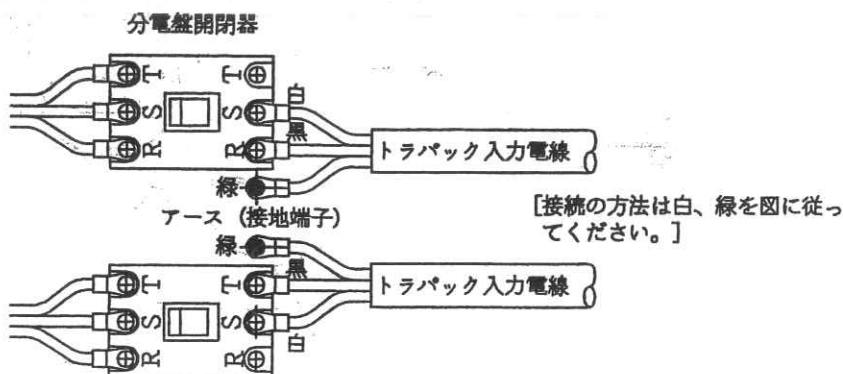 分電盤開閉器
T T
白
S S
黒
R R
トラパック入力電線
緑
アース (接地端子)
[接続の方法は白、緑を図に従っ
てください。]
緑
黒
T T
トラパック入力電線
S S
白
R R